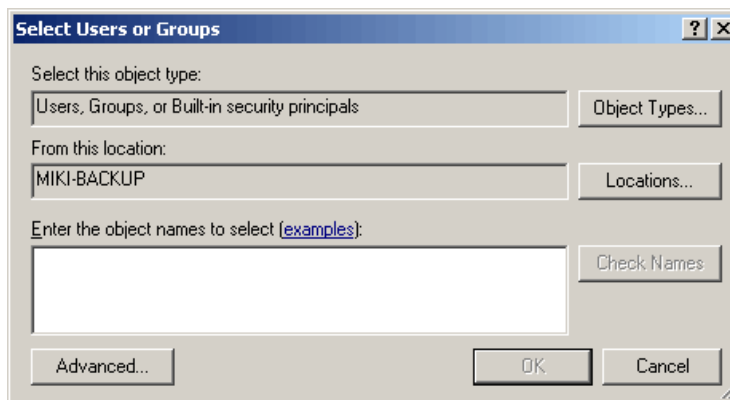 Select Users or Groups
Select this object type:
Users, Groups, or Built-in security principals
Object Types...
From this location:
MIKI-BACKUP
Locations...
Enter the object names to select (examples):
Check Names
Advanced...
OK
Cancel